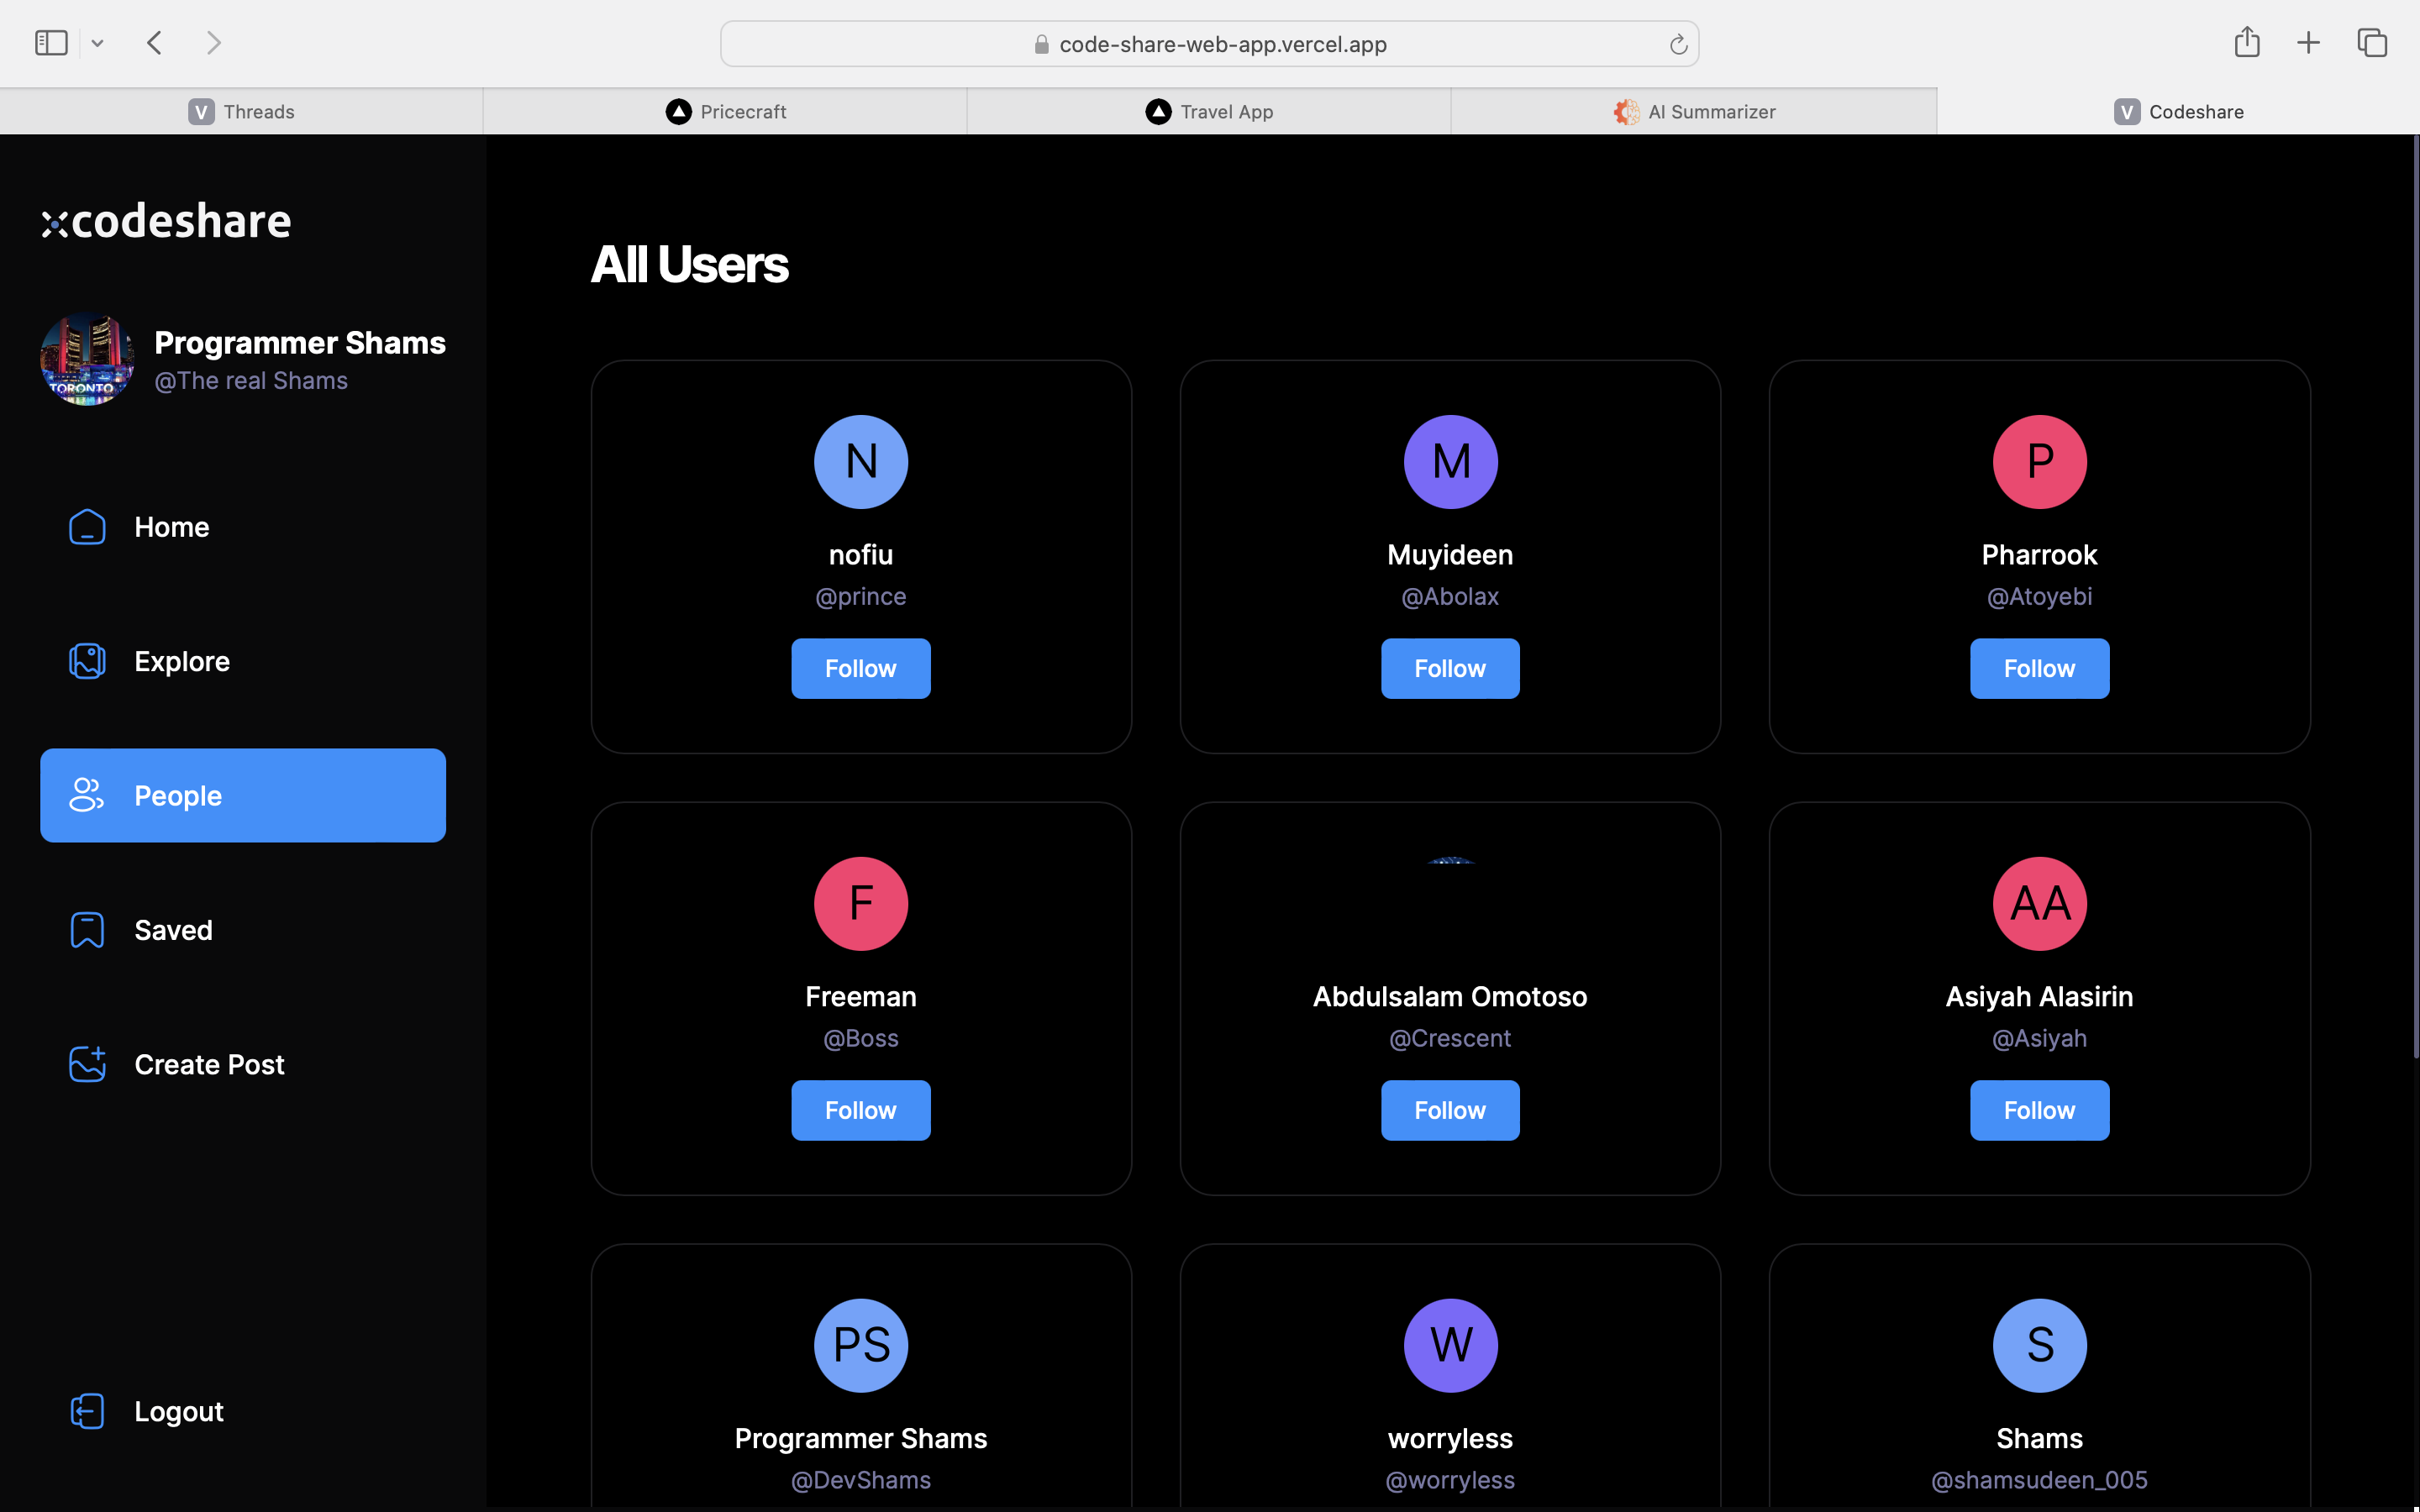 code-share-web-app.vercel.app
V Threads
Pricecraft
Travel App
AI Summarizer
V Codeshare
codeshare
Programmer Shams
@The real Shams
TORONTO
Home
Explore
People
Saved
Create Post
Logout
All Users
N
nofiu
@prince
Follow
M
Muyideen
@Abolax
Follow
P
Pharrook
@Atoyebi
Follow
F
Freeman
@Boss
Follow
Abdulsalam Omotoso
@Crescent
Follow
AA
Asiyah Alasirin
@Asiyah
Follow
PS
Programmer Shams
@DevShams
W
worryless
@worryless
S
Shams
@shamsudeen_005